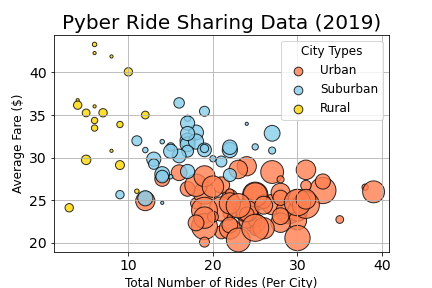 Pyber Ride Sharing Data (2019)
City Types
Urban
Suburban
Rural
Average Fare ($)
40
35
30
25
20
10
20
30
40
Total Number of Rides (Per City)